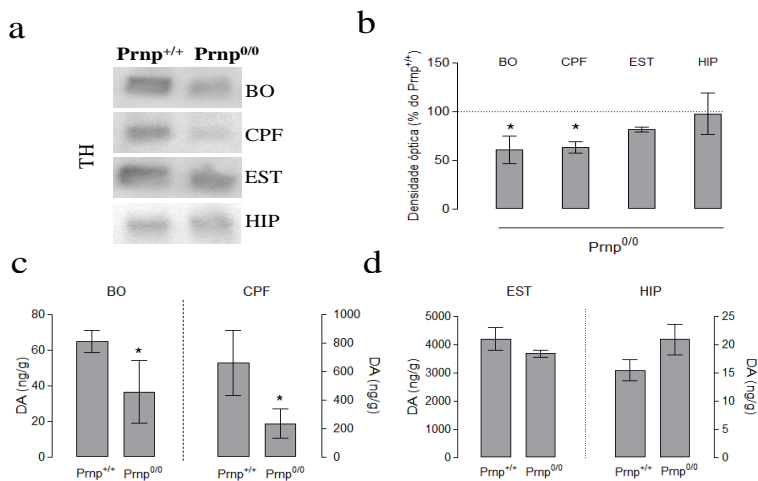 a
Prnp+/+ Prnp0/0
TH
BO
CPF
EST
HIP
b
Densidade óptica (% do Prnp+/+)
150
100
50
0
BO CPF EST HIP
* *
Prnp0/0
c
BO CPF
DA (ng/g)
80
60
40
20
0
*
*
1000
800
600
400
200
0
DA (ng/g)
Prnp+/+ Prnp0/0 Prnp+/+ Prnp0/0
d
EST HIP
DA (ng/g)
5000
4000
3000
2000
1000
0
25
20
15
10
5
0
DA (ng/g)
Prnp+/+ Prnp0/0 Prnp+/+ Prnp0/0